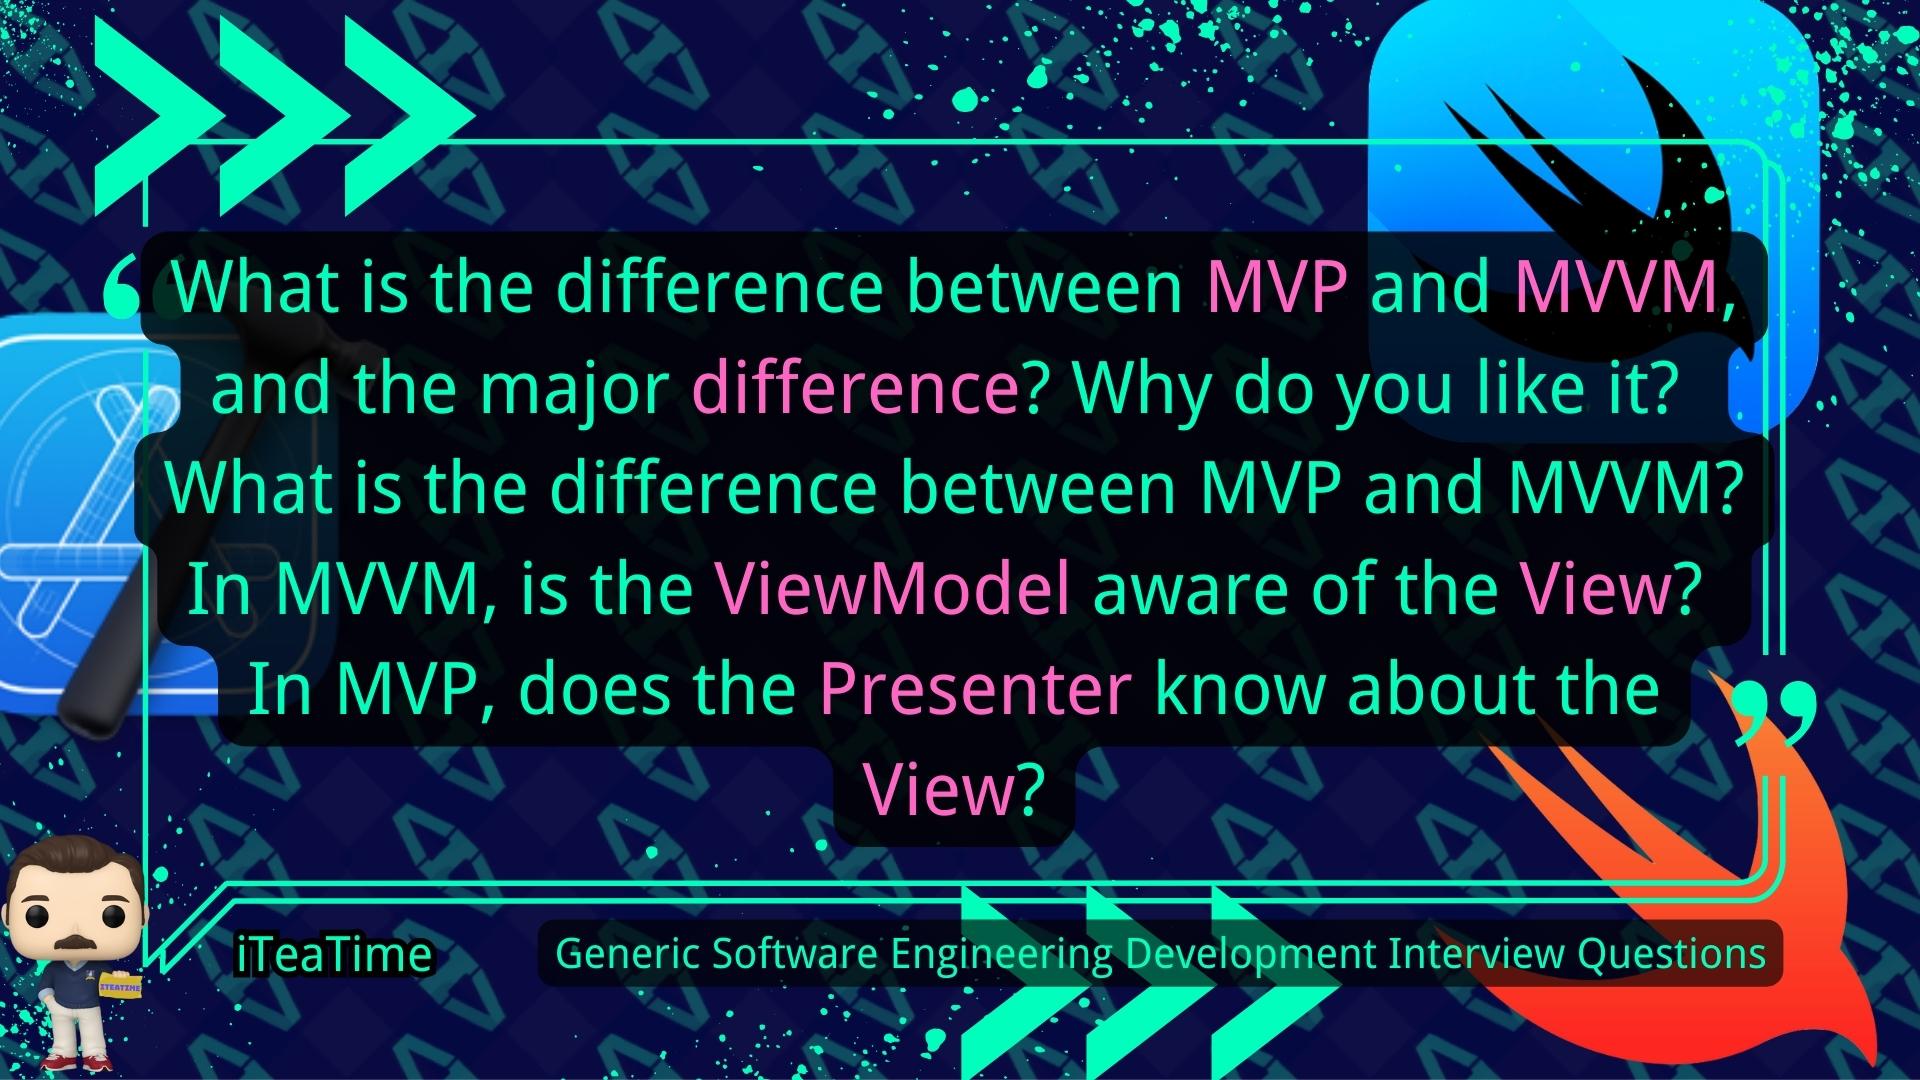 What is the difference between MVP and MVVM,
and the major difference? Why do you like it?
What is the difference between MVP and MVVM?
In MVVM, is the ViewModel aware of the View?
In MVP, does the Presenter know about the
View?
iTeaTime
Generic Software Engineering Development Interview Questions
ITEATIME